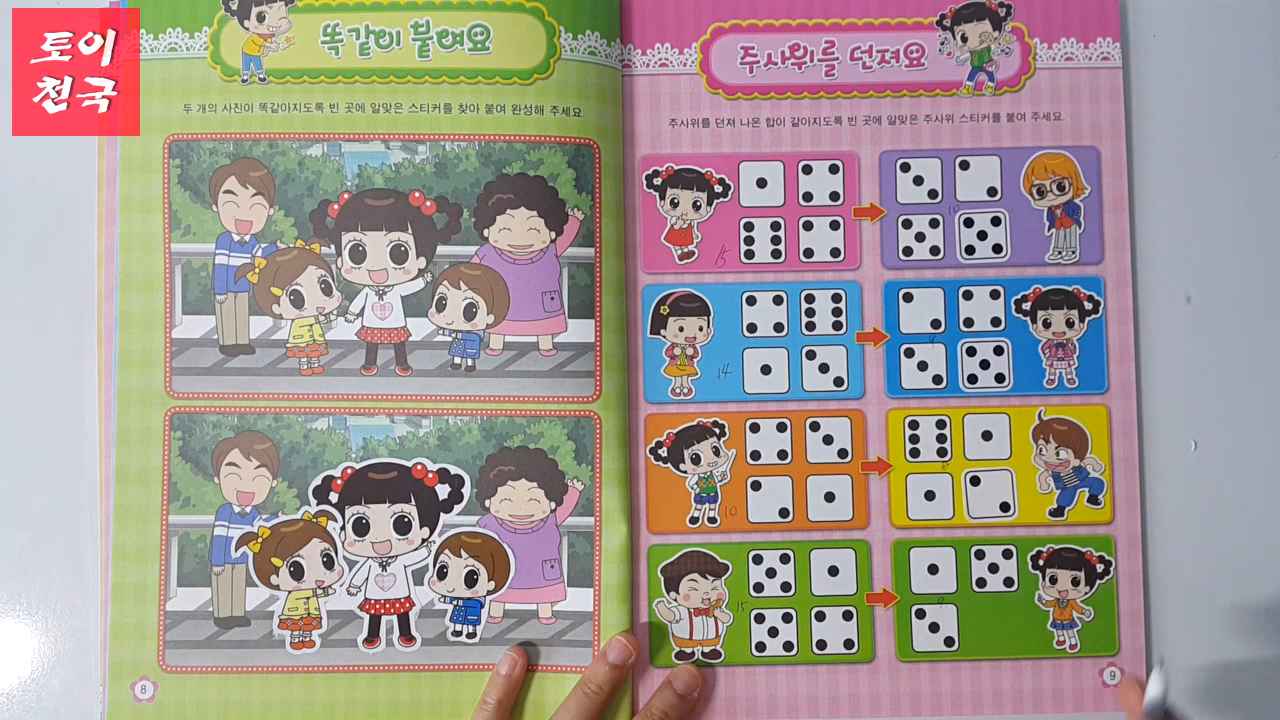 토이
천국
똑같이 붙여요
두 개의 사진이 똑같아지도록 빈 곳에 알맞은 스티커를 찾아 붙여 완성해 주세요.
8
주사위를 던져요
주사위를 던져 나온 합이 같아지도록 빈 곳에 알맞은 주사위 스티커를 붙여 주세요.
15
10
14
9
10
8
15
9